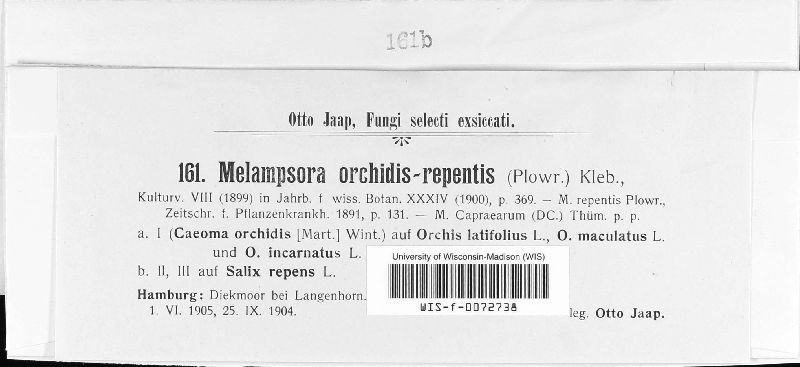 161b
Otto Jaap, Fungi selecti exsiccati.
161. Melampsora orchidis-repentis (Plowr.) Kleb.,
Kulturv. VIII (1899) in Jahrb. f wiss. Botan. XXXIV (1900), p. 369. — M. repentis Plowr.,
Zeitschr. f. Pflanzenkrankh. 1891, p. 131. — M. Capraearum (DC.) Thüm. p. p.
a. I (Caeoma orchidis [Mart.] Wint.) auf Orchis latifolius L., O. maculatus L.
und O. incarnatus L.
b. II, III auf Salix repens L.
University of Wisconsin-Madison (WIS)
WIS-f-0072738
Hamburg: Diekmoor bei Langenhorn.
1. VI. 1905, 25. IX. 1904.
leg. Otto Jaap.